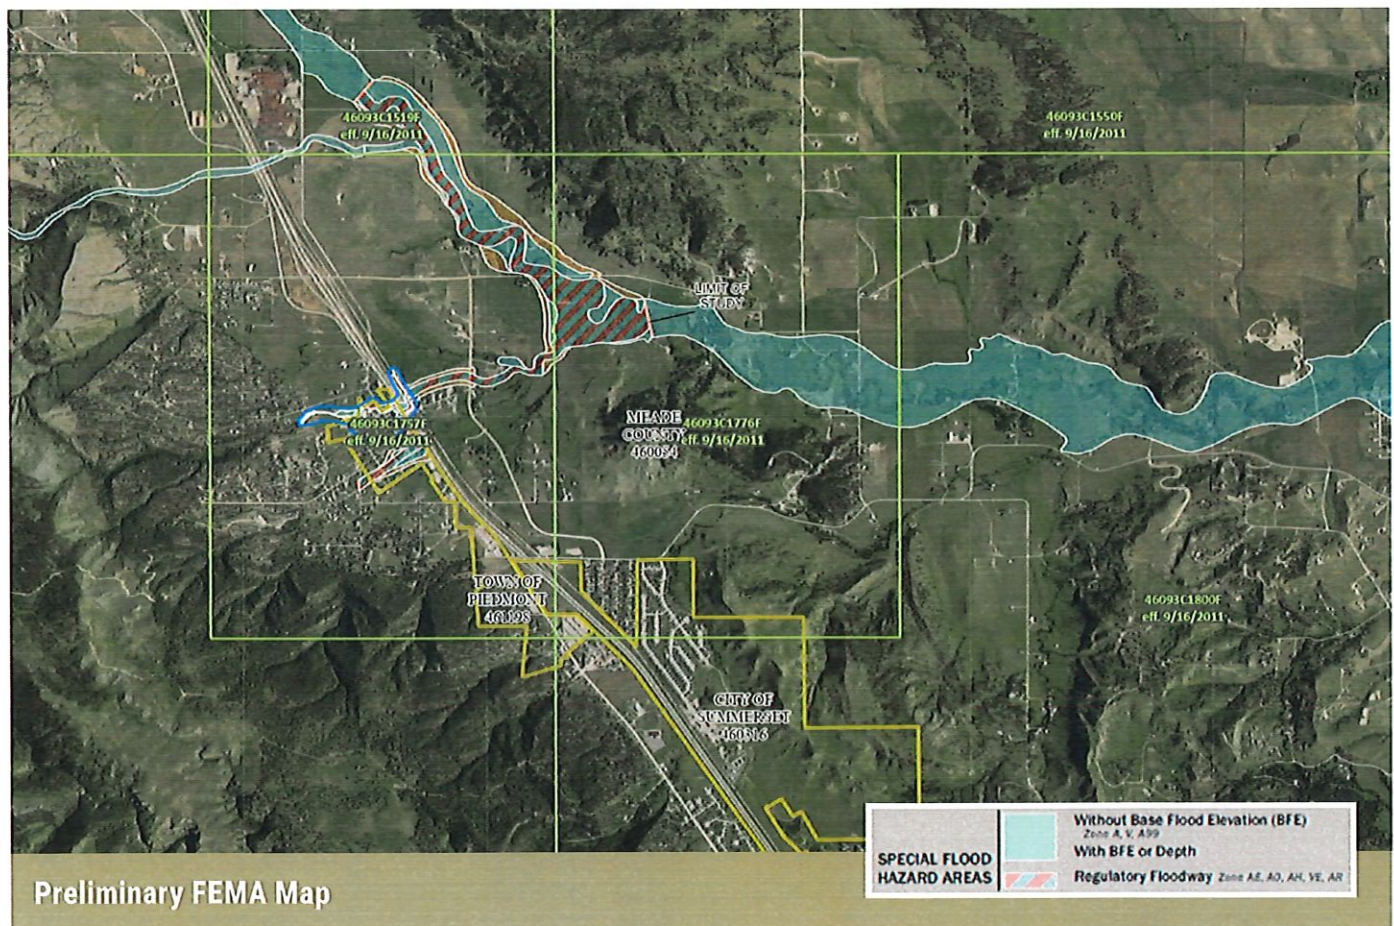 46093C1519F
eff. 9/16/2011
46093C1550F
eff. 9/16/2011
LIMIT OF
STUDY
46093C1757F
eff. 9/16/2011
MEADE
COUNTY
460054
46093C1776F
eff. 9/16/2011
TOWN OF
PIEDMONT
461198
46093C1800F
eff. 9/16/2011
CITY OF
SUMMERSET
460316
SPECIAL FLOOD
HAZARD AREAS
Without Base Flood Elevation (BFE)
Zone A, V, A99
With BFE or Depth
Regulatory Floodway Zone AE, AO, AH, VE, AR
Preliminary FEMA Map